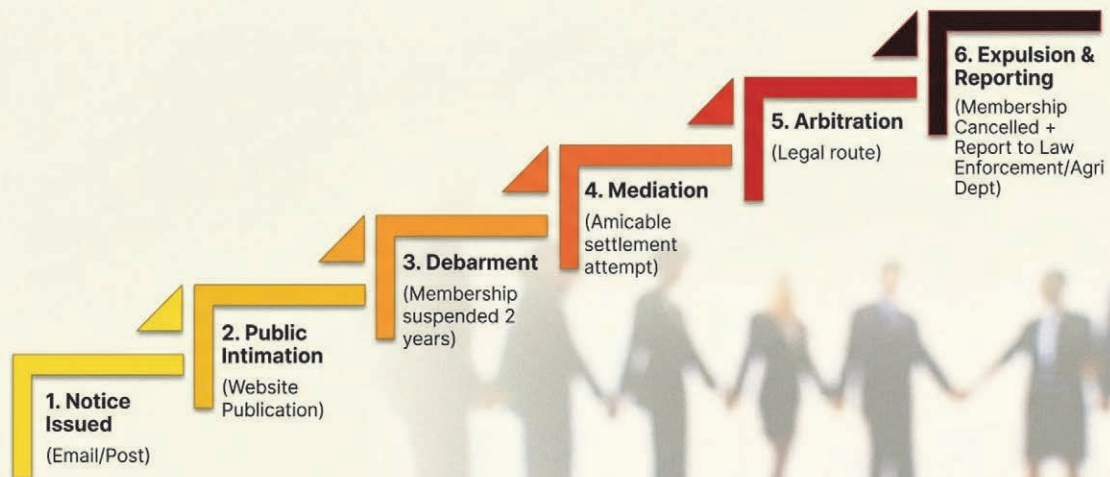 1. Notice
Issued
(Email/Post)
2. Public
Intimation
(Website
Publication)
3. Debarment
(Membership
suspended 2
years)
4. Mediation
(Amicable
settlement
attempt)
5. Arbitration
(Legal route)
6. Expulsion &
Reporting
(Membership
Cancelled +
Report to Law
Enforcement/Agri
Dept)